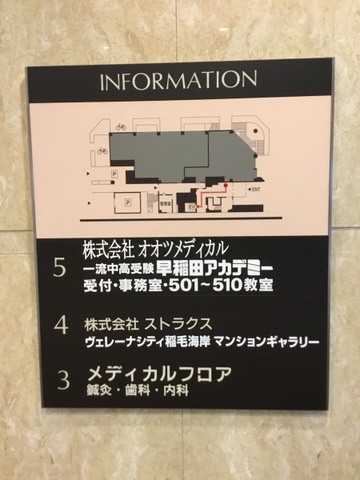 INFORMATION
P
P
ENT
5
株式会社 オオツメディカル
一流中高受験 早稲田アカデミー
受付・事務室・501~510教室
4
株式会社 ストラクス
ヴェレーナシティ稲毛海岸 マンションギャラリー
3
メディカルフロア
鍼灸・歯科・内科